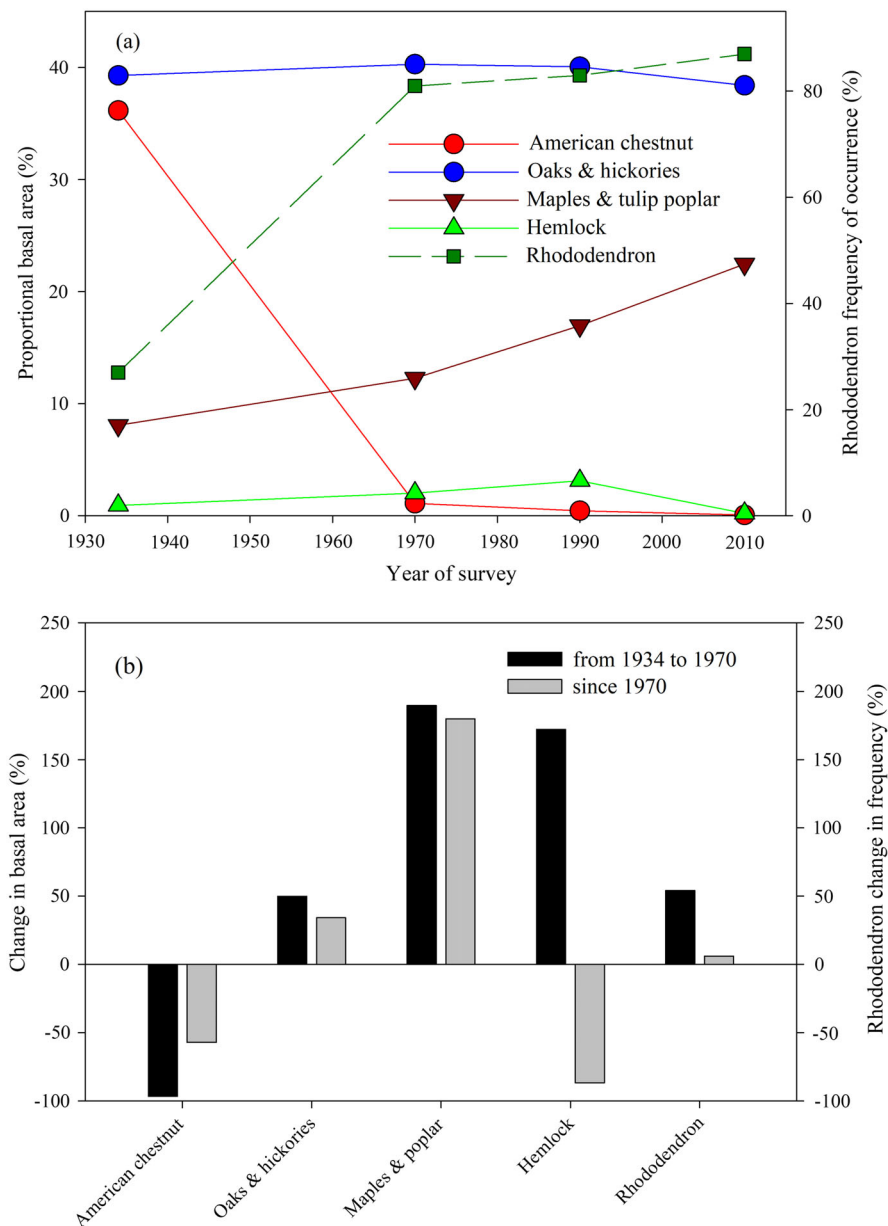 (a)
40
30
20
10
0
80
60
40
20
0
Proportional basal area (%)
Rhododendron frequency of occurrence (%)
American chestnut
Oaks & hickories
Maples & tulip poplar
Hemlock
Rhododendron
1930 1940 1950 1960 1970 1980 1990 2000 2010
Year of survey
(b)
250
200
150
100
50
0
-50
-100
250
200
150
100
50
0
-50
-100
Change in basal area (%)
Rhododendron change in frequency (%)
from 1934 to 1970
since 1970
American chestnut
Oaks & hickories
Maples & poplar
Hemlock
Rhododendron